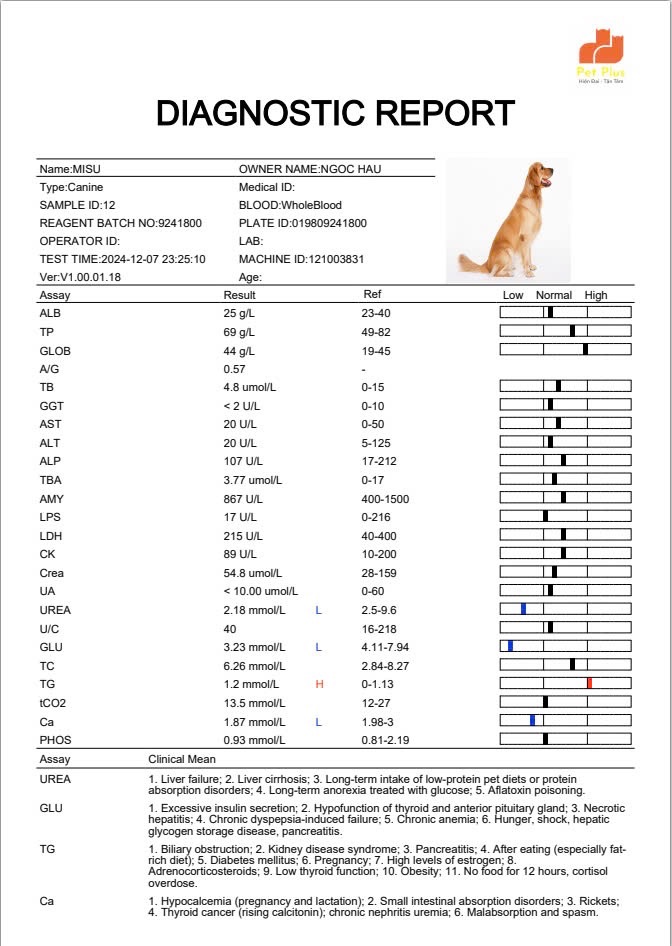 Pet Plus
Hiện Đại - Tận Tâm
DIAGNOSTIC REPORT
Name:MISU OWNER NAME:NGOC HAU
Type:Canine Medical ID:
SAMPLE ID:12 BLOOD:WholeBlood
REAGENT BATCH NO:9241800 PLATE ID:019809241800
OPERATOR ID: LAB:
TEST TIME:2024-12-07 23:25:10 MACHINE ID:121003831
Ver:V1.00.01.18 Age:
Assay Result Ref Low Normal High
ALB 25 g/L 23-40
TP 69 g/L 49-82
GLOB 44 g/L 19-45
A/G 0.57 -
TB 4.8 umol/L 0-15
GGT < 2 U/L 0-10
AST 20 U/L 0-50
ALT 20 U/L 5-125
ALP 107 U/L 17-212
TBA 3.77 umol/L 0-17
AMY 867 U/L 400-1500
LPS 17 U/L 0-216
LDH 215 U/L 40-400
CK 89 U/L 10-200
Crea 54.8 umol/L 28-159
UA < 10.00 umol/L 0-60
UREA 2.18 mmol/L L 2.5-9.6
U/C 40 16-218
GLU 3.23 mmol/L L 4.11-7.94
TC 6.26 mmol/L 2.84-8.27
TG 1.2 mmol/L H 0-1.13
tCO2 13.5 mmol/L 12-27
Ca 1.87 mmol/L L 1.98-3
PHOS 0.93 mmol/L 0.81-2.19
Assay Clinical Mean
UREA 1. Liver failure; 2. Liver cirrhosis; 3. Long-term intake of low-protein pet diets or protein
absorption disorders; 4. Long-term anorexia treated with glucose; 5. Aflatoxin poisoning.
GLU 1. Excessive insulin secretion; 2. Hypofunction of thyroid and anterior pituitary gland; 3. Necrotic
hepatitis; 4. Chronic dyspepsia-induced failure; 5. Chronic anemia; 6. Hunger, shock, hepatic
glycogen storage disease, pancreatitis.
TG 1. Biliary obstruction; 2. Kidney disease syndrome; 3. Pancreatitis; 4. After eating (especially fat-
rich diet); 5. Diabetes mellitus; 6. Pregnancy; 7. High levels of estrogen; 8.
Adrenocorticosteroids; 9. Low thyroid function; 10. Obesity; 11. No food for 12 hours, cortisol
overdose.
Ca 1. Hypocalcemia (pregnancy and lactation); 2. Small intestinal absorption disorders; 3. Rickets;
4. Thyroid cancer (rising calcitonin); chronic nephritis uremia; 6. Malabsorption and spasm.